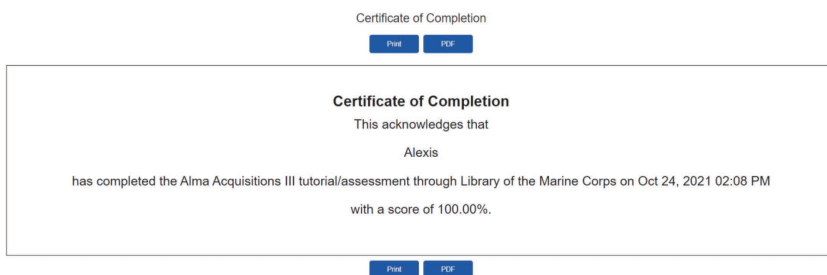 Certificate of Completion
Print PDF
Certificate of Completion
This acknowledges that
Alexis
has completed the Alma Acquisitions III tutorial/assessment through Library of the Marine Corps on Oct 24, 2021 02:08 PM
with a score of 100.00%.
Print PDF